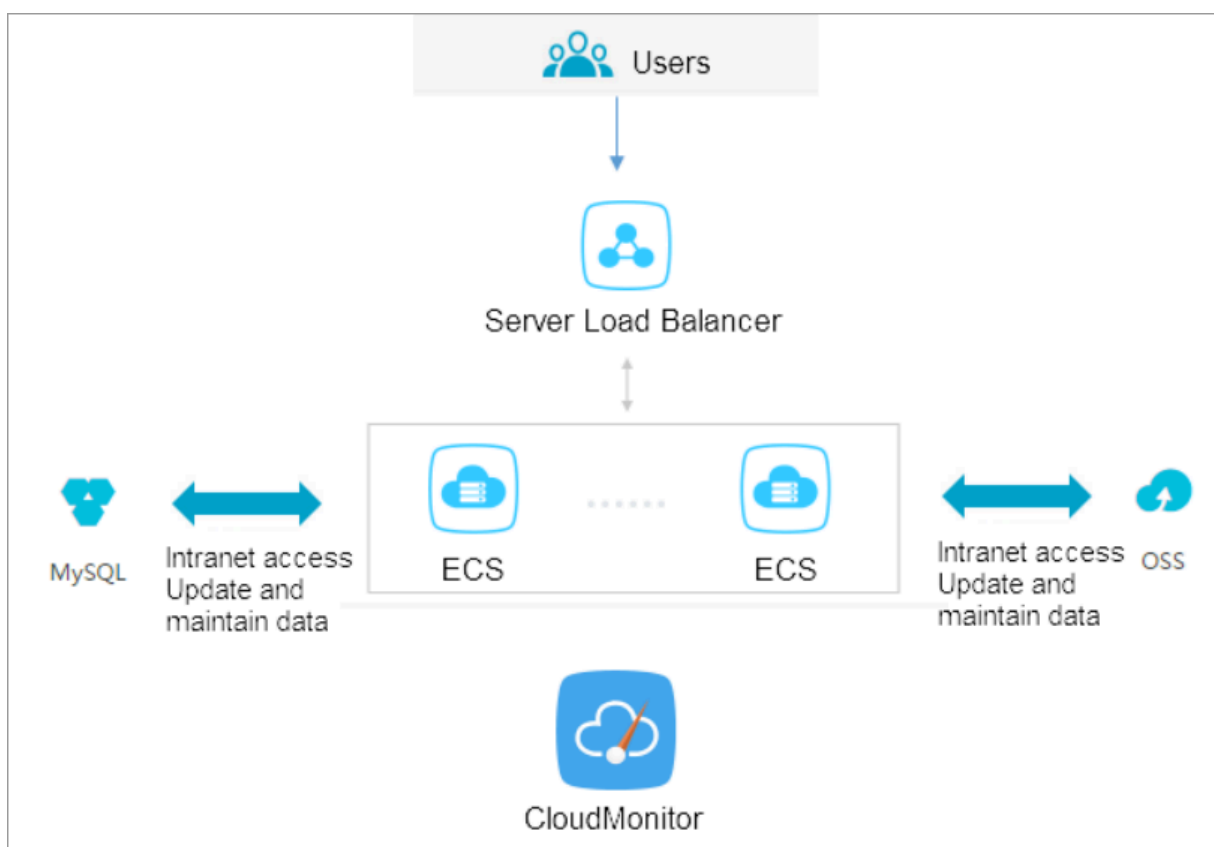 Users
Server Load Balancer
MySQL
Intranet access
Update and
maintain data
ECS
......
ECS
Intranet access
Update and
maintain data
OSS
CloudMonitor